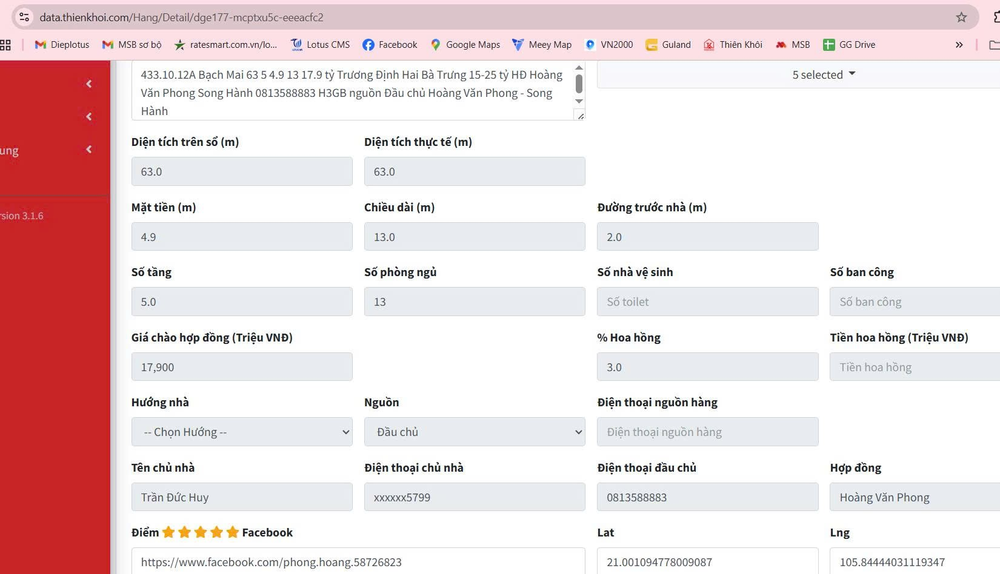 data.thienkhoi.com/Hang/Detail/dge177-mcptxu5c-eeeacfc2
Dieplotus MSB sơ bộ ratesmart.com.vn/lo... Lotus CMS Facebook Google Maps Meey Map VN2000 Guland Thiên Khôi MSB GG Drive »
433.10.12A Bạch Mai 63 5 4.9 13 17.9 tỷ Trương Định Hai Bà Trưng 15-25 tỷ HĐ Hoàng
Văn Phong Song Hành 0813588883 H3GB nguồn Đầu chủ Hoàng Văn Phong - Song
Hành
5 selected
ung
rsion 3.1.6
Diện tích trên sổ (m) Diện tích thực tế (m)
63.0 63.0
Mặt tiền (m) Chiều dài (m) Đường trước nhà (m)
4.9 13.0 2.0
Số tầng Số phòng ngủ Số nhà vệ sinh Số ban công
5.0 13 Số toilet Số ban công
Giá chào hợp đồng (Triệu VNĐ) % Hoa hồng Tiền hoa hồng (Triệu VNĐ)
17,900 3.0 Tiền hoa hồng
Hướng nhà Nguồn Điện thoại nguồn hàng
-- Chọn Hướng -- Đầu chủ Điện thoại nguồn hàng
Tên chủ nhà Điện thoại chủ nhà Điện thoại đầu chủ Hợp đồng
Trần Đức Huy xxxxxx5799 0813588883 Hoàng Văn Phong
Điểm Facebook Lat Lng
https://www.facebook.com/phong.hoang.58726823 21.001094778009087 105.84444031119347